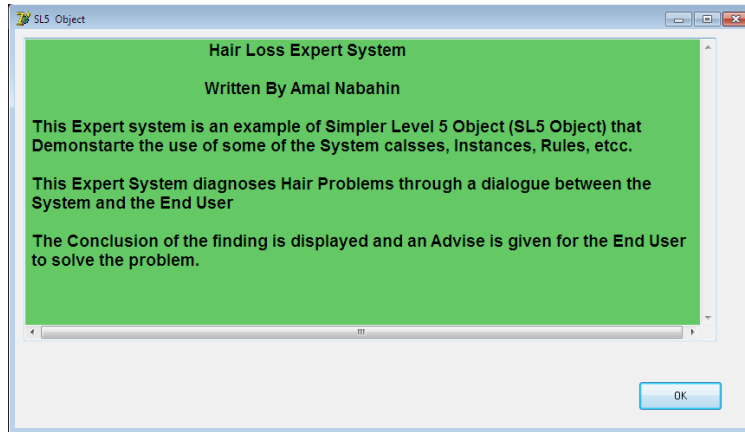 SL5 Object
Hair Loss Expert System
Written By Amal Nabahin
This Expert system is an example of Simpler Level 5 Object (SL5 Object) that
Demonstarte the use of some of the System calsses, Instances, Rules, etcc.
This Expert System diagnoses Hair Problems through a dialogue between the
System and the End User
The Conclusion of the finding is displayed and an Advise is given for the End User
to solve the problem.
OK